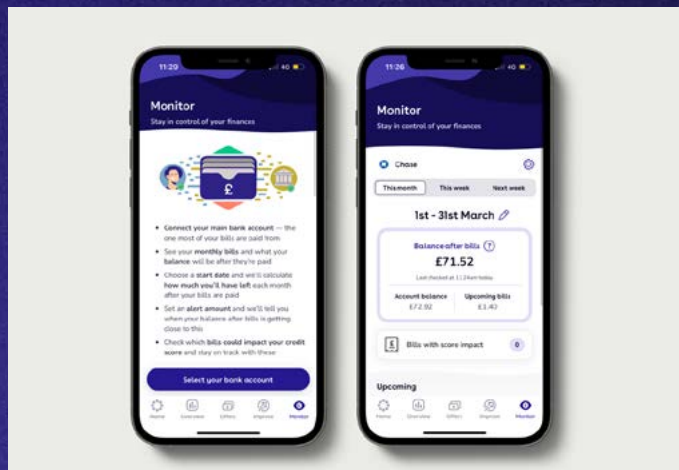 11:29
4G
Monitor
Stay in control of your finances
£
Connect your main bank account — the
one most of your bills are paid from
See your monthly bills and what your
balance will be after they're paid
Choose a start date and we'll calculate
how much you'll have left each month
after your bills are paid
Set an alert amount and we'll tell you
when your balance after bills is getting
close to this
Check which bills could impact your credit
score and stay on track with these
Select your bank account
Home
Overview
Offers
Improve
Monitor
11:26
4G
Monitor
Stay in control of your finances
Chase
This month
This week
Next week
1st - 31st March
Balance after bills ?
£71.52
Last checked at 11:24am today
Account balance
Upcoming bills
£72.92
£1.40
£
Bills with score impact
0
Upcoming
Home
Overview
Offers
Improve
Monitor